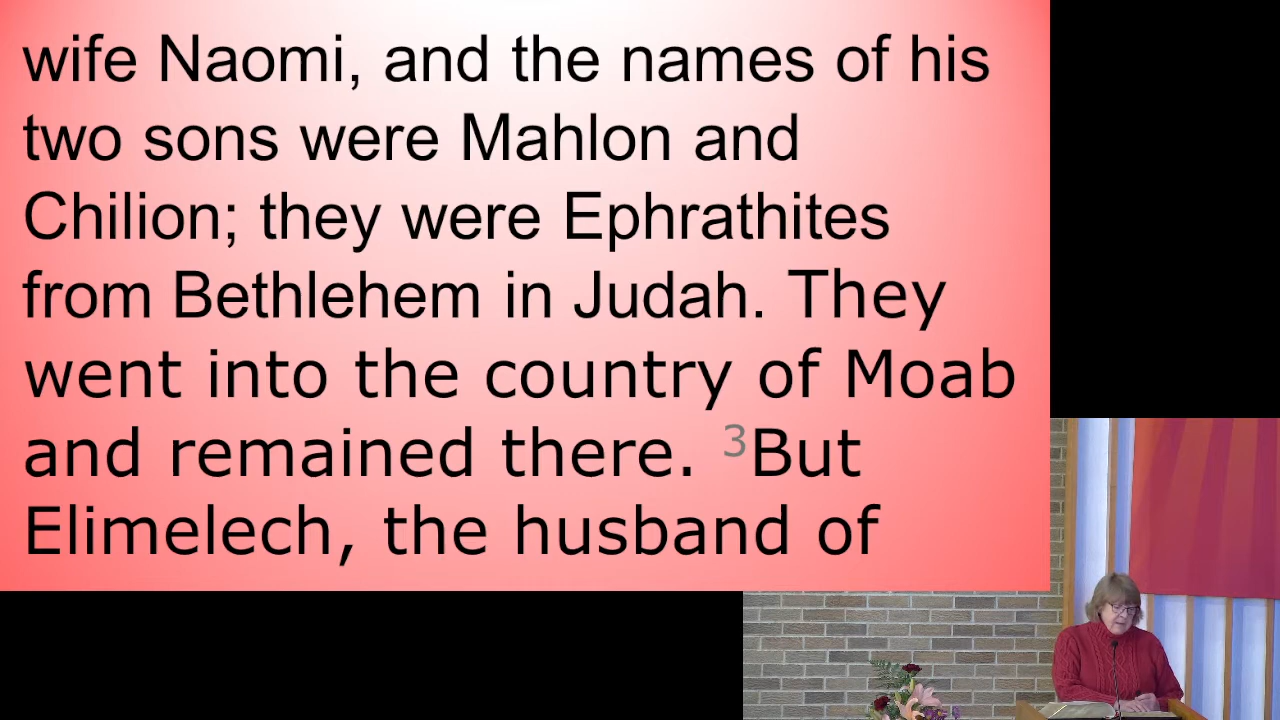 wife Naomi, and the names of his
two sons were Mahlon and
Chilion; they were Ephrathites
from Bethlehem in Judah. They
went into the country of Moab
and remained there. 3But
Elimelech, the husband of